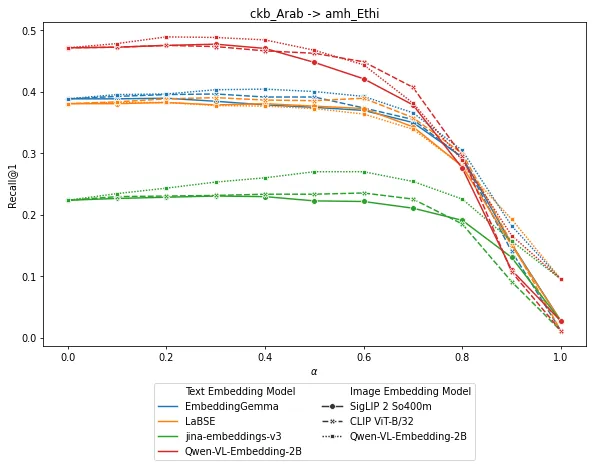 ckb_Arab -> amh_Ethi
Recall@1
0.5
0.4
0.3
0.2
0.1
0.0
0.0 0.2 0.4 0.6 0.8 1.0
α
Text Embedding Model Image Embedding Model
EmbeddingGemma SigLIP 2 So400m
LaBSE CLIP ViT-B/32
jina-embeddings-v3 Qwen-VL-Embedding-2B
Qwen-VL-Embedding-2B